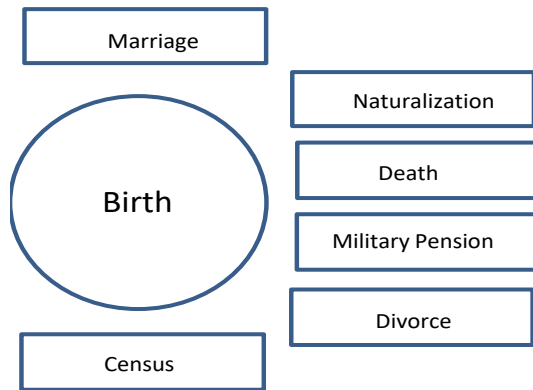 Marriage
Naturalization
Death
Birth
Military Pension
Divorce
Census